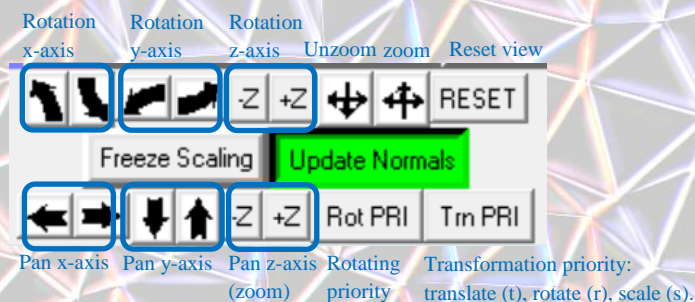 Rotation Rotation Rotation
x-axis y-axis z-axis Unzoom zoom Reset view
-Z +Z RESET
Freeze Scaling Update Normals
-Z +Z Rot PRI Trn PRI
Pan x-axis Pan y-axis Pan z-axis Rotating Transformation priority:
(zoom) priority translate (t), rotate (r), scale (s).